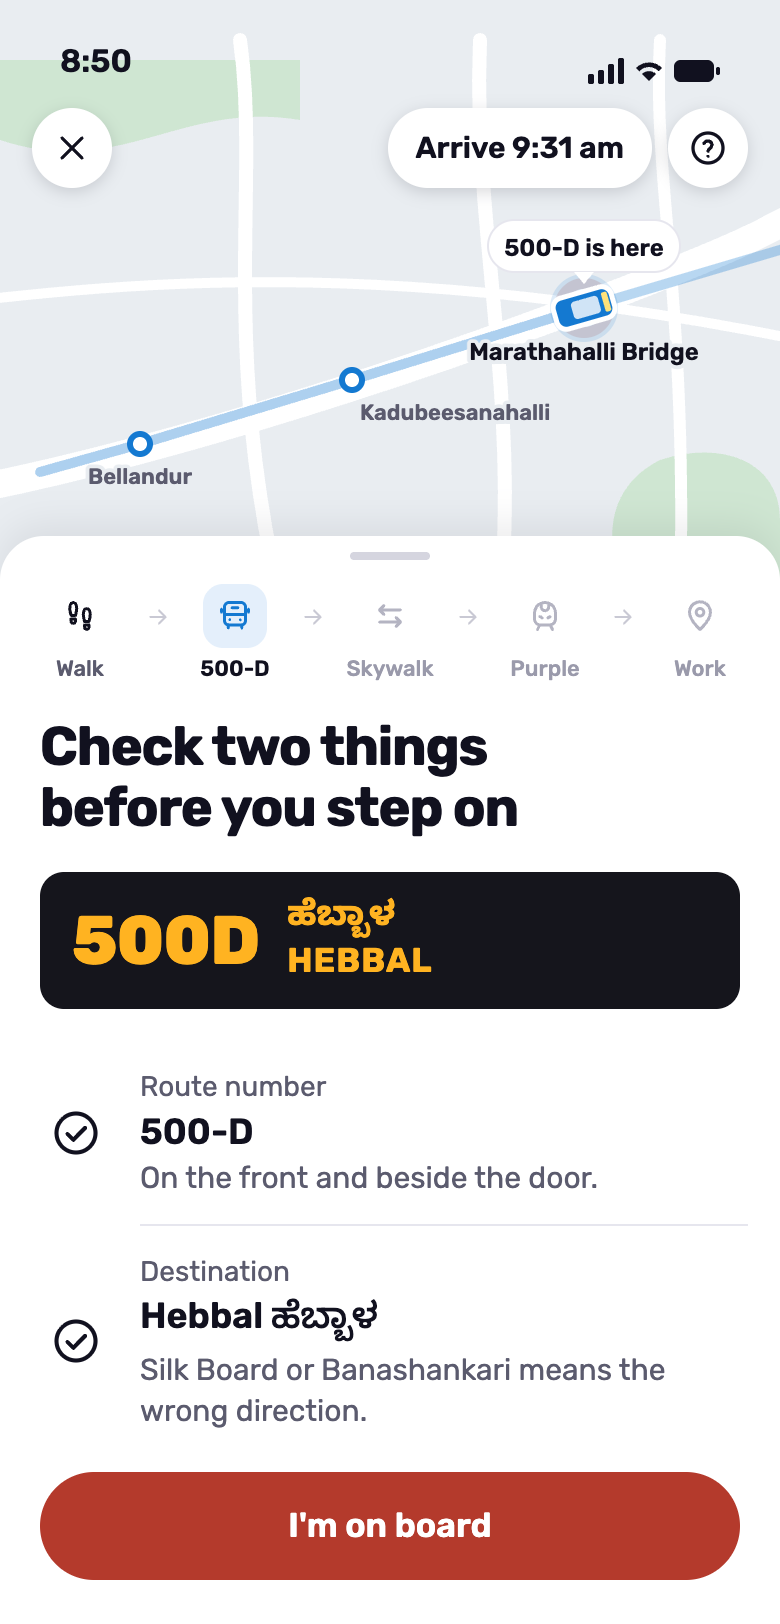 8:50
Arrive 9:31 am
500-D is here
Marathahalli Bridge
Kadubeesanahalli
Bellandur
Walk
500-D
Skywalk
Purple
Work
Check two things
before you step on
500D
ಹೆಬ್ಬಾಳ
HEBBAL
Route number
500-D
On the front and beside the door.
Destination
Hebbal ಹೆಬ್ಬಾಳ
Silk Board or Banashankari means the
wrong direction.
I'm on board